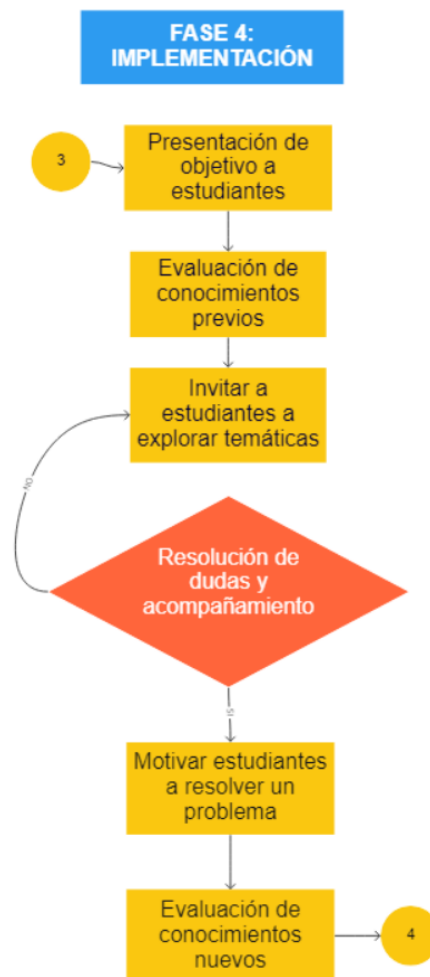 FASE 4:
IMPLEMENTACIÓN
3
Presentación de
objetivo a
estudiantes
Evaluación de
conocimientos
previos
Invitar a
estudiantes a
explorar temáticas
NO
Resolución de
dudas y
acompañamiento
SI
Motivar estudiantes
a resolver un
problema
Evaluación de
conocimientos
nuevos
4